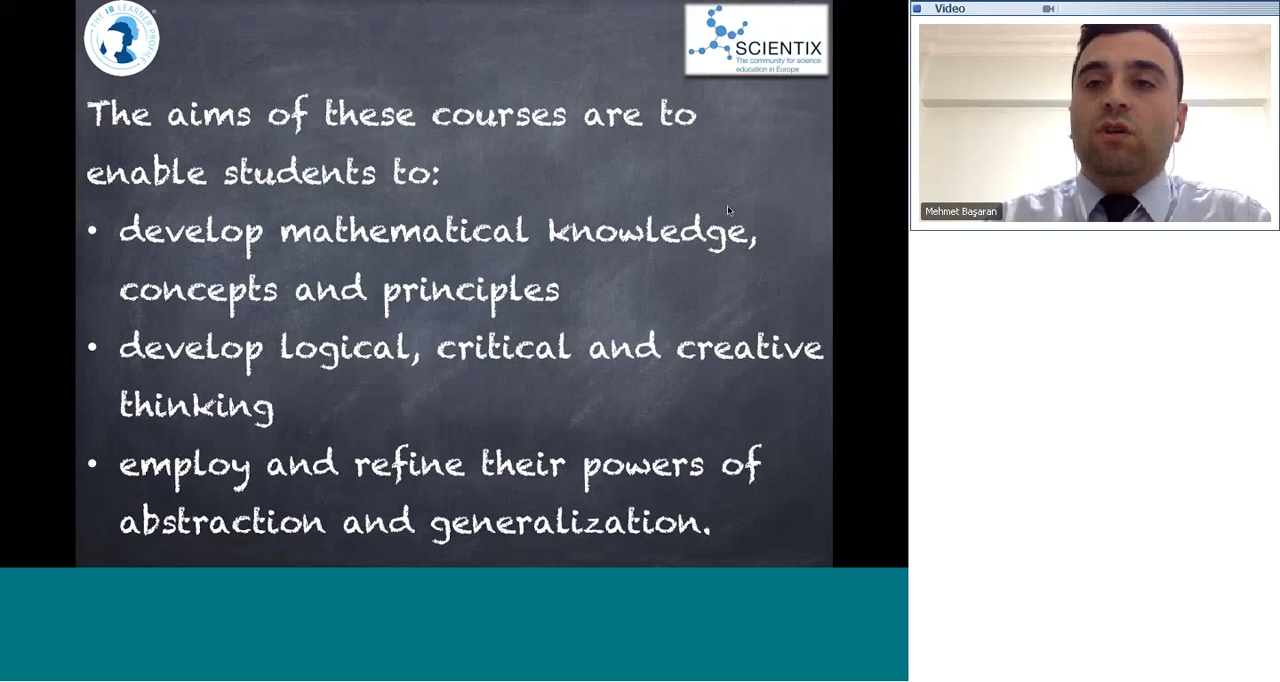 THE IB LEARNER PROFILE
SCIENTIX
The community for science
education in Europe
The aims of these courses are to
enable students to:
• develop mathematical knowledge,
concepts and principles
• develop logical, critical and creative
thinking
• employ and refine their powers of
abstraction and generalization.
Video
Mehmet Başaran